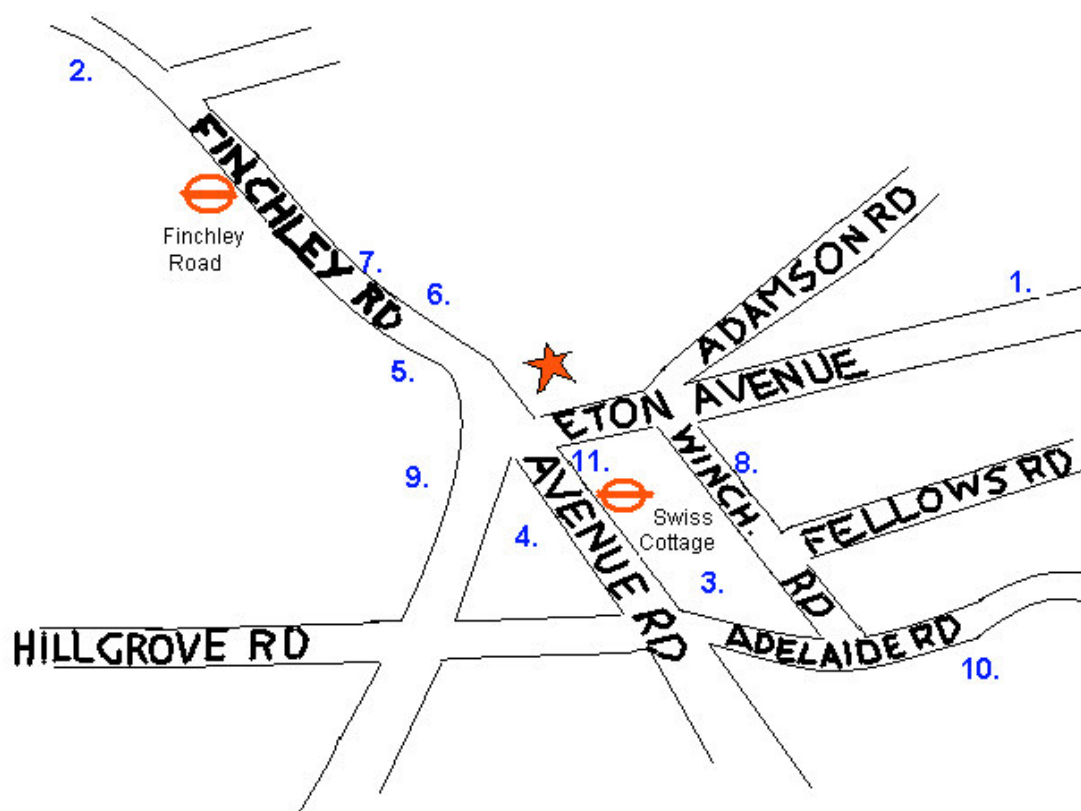 2.
FINCHLEY RD
Finchley
Road
7.
6.
5.
ADAMSON RD
1.
ETON AVENUE
WINCH. RD
8.
11.
9.
AVENUE RD
4.
Swiss
Cottage
FELLOWS RD
3.
HILLGROVE RD
ADELAIDE RD
10.